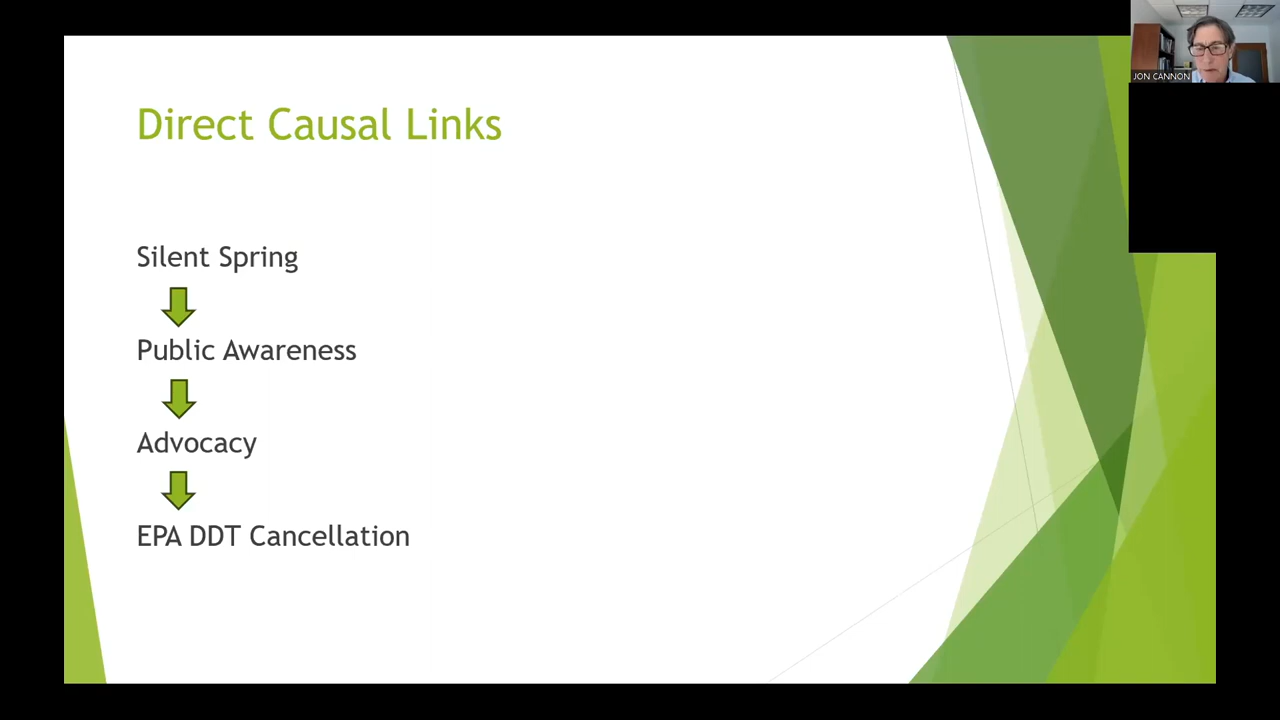 JON CANNON
Direct Causal Links
Silent Spring
Public Awareness
Advocacy
EPA DDT Cancellation